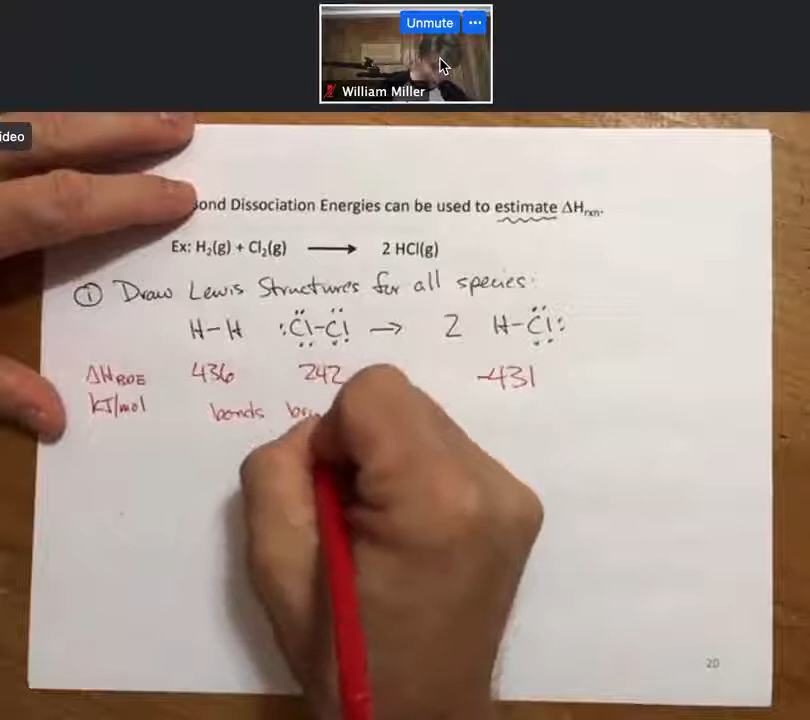 Unmute ...
William Miller
ideo
Bond Dissociation Energies can be used to estimate ΔHrxn.
Ex: H₂(g) + Cl₂(g) ⟶ 2 HCl(g)
① Draw Lewis Structures for all species:
H–H :Cl–Cl: → 2 H–Cl:
ΔHBDE 436 242 -431
kJ/mol bonds
20